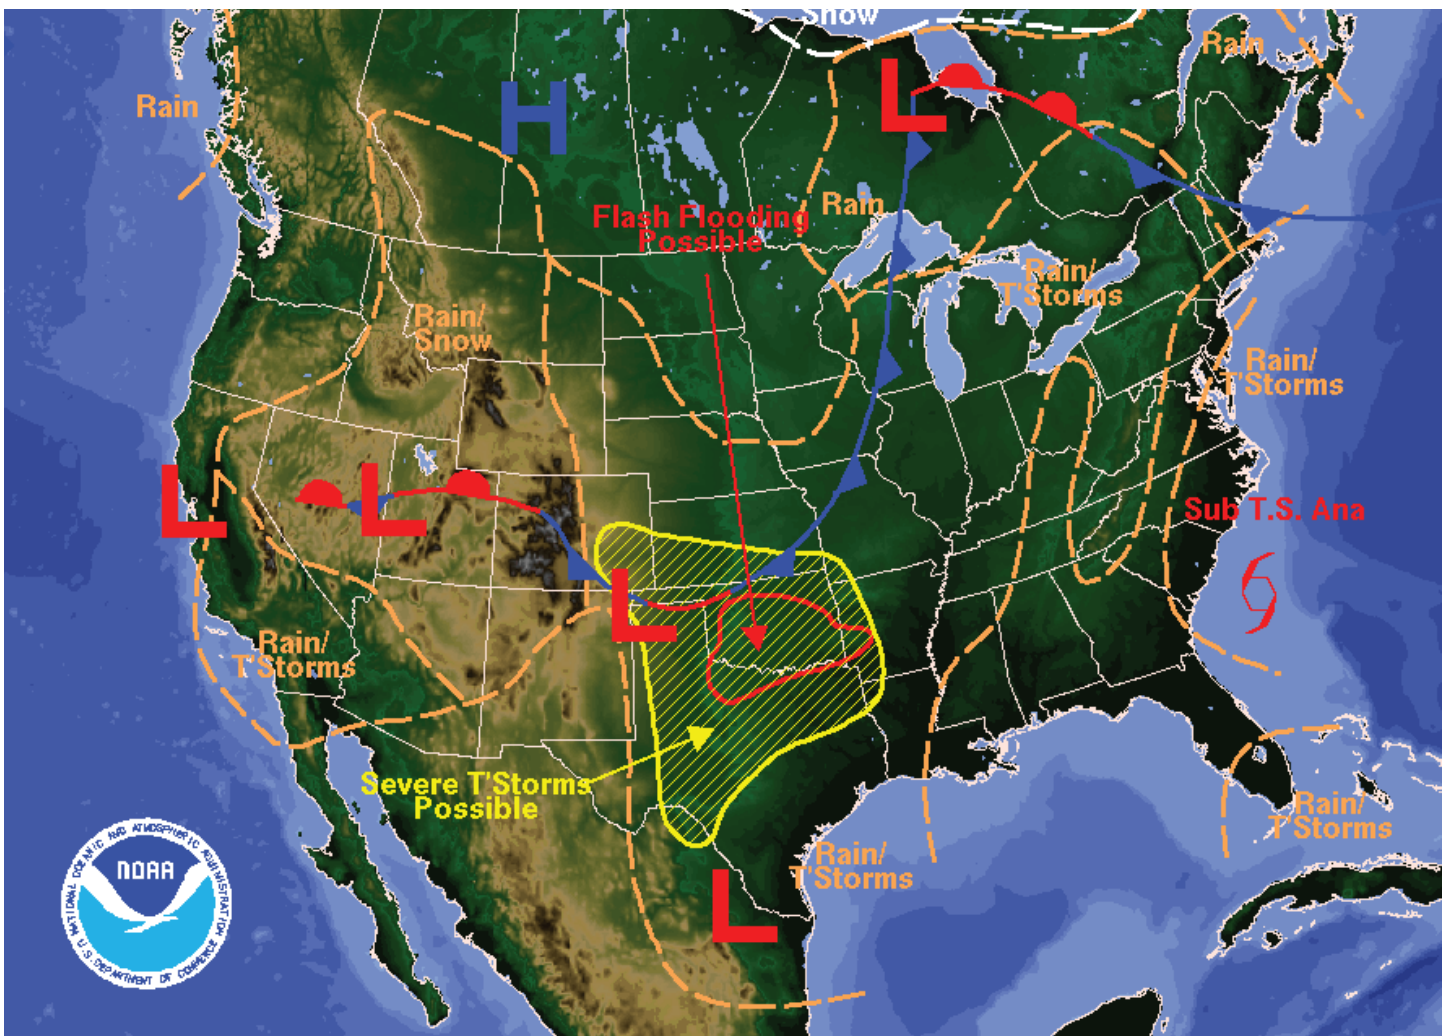 Snow
Rain
Rain
H
L
Flash Flooding
Possible
Rain
Rain/
T'Storms
Rain/
Snow
Rain/
T'Storms
L
L
Sub T.S. Ana
L
Rain/
T'Storms
Severe T'Storms
Possible
Rain/
T'Storms
Rain/
T'Storms
L
NOAA
NATIONAL OCEANIC AND ATMOSPHERIC ADMINISTRATION
U.S. DEPARTMENT OF COMMERCE